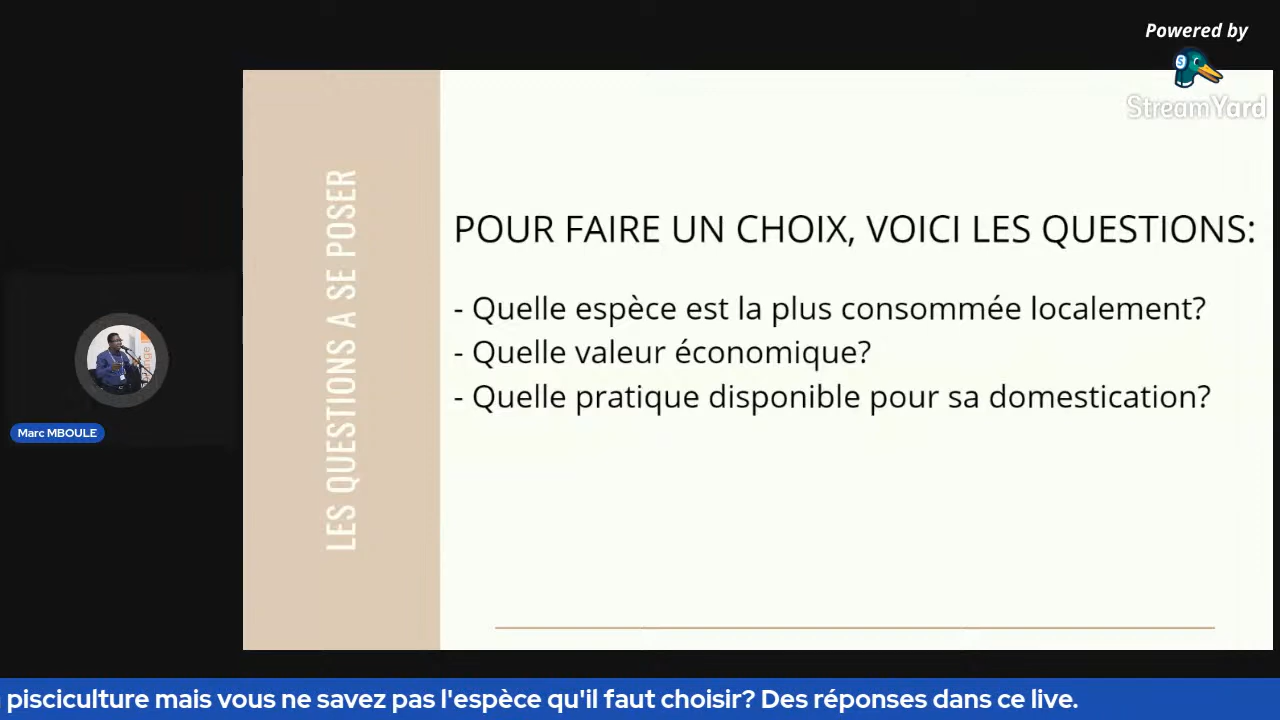 Powered by
StreamYard
LES QUESTIONS A SE POSER
POUR FAIRE UN CHOIX, VOICI LES QUESTIONS:
- Quelle espèce est la plus consommée localement?
- Quelle valeur économique?
- Quelle pratique disponible pour sa domestication?
Marc MBOULE
pisciculture mais vous ne savez pas l'espèce qu'il faut choisir? Des réponses dans ce live.